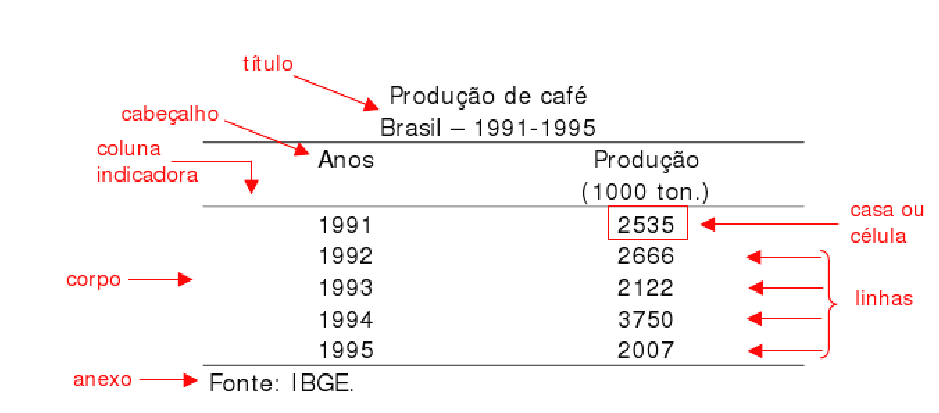 título
Produção de café
cabeçalho
Brasil – 1991-1995
coluna
indicadora
Anos Produção
(1000 ton.)
1991 2535
casa ou
célula
1992 2666
corpo
1993 2122
linhas
1994 3750
1995 2007
anexo
Fonte: IBGE.